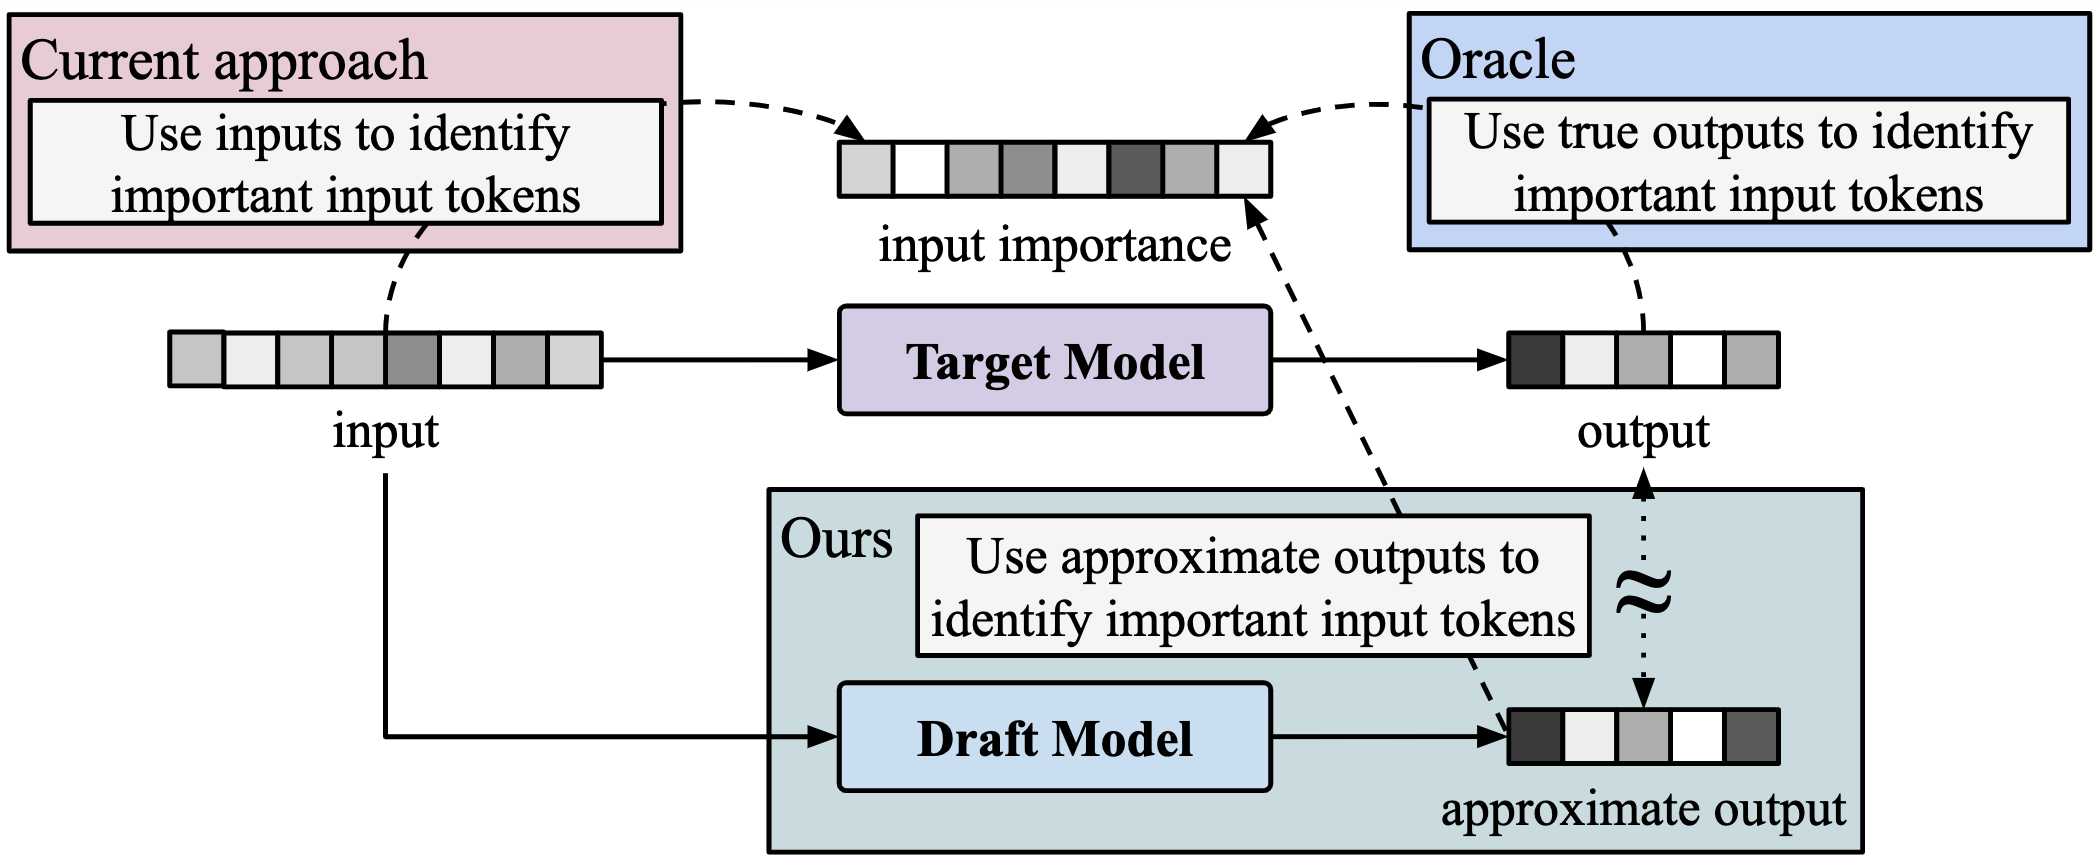 Current approach
Use inputs to identify
important input tokens
Oracle
Use true outputs to identify
important input tokens
input importance
Target Model
input
output
Ours
Use approximate outputs to
identify important input tokens
≈
Draft Model
approximate output